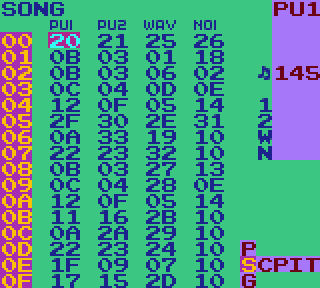 SONG PU1
PU1 PU2 WAV NOI
00 20 21 25 26
01 0B 03 01 18
02 0B 03 06 02 145
03 0C 04 0D 0E
04 12 0F 05 14 1
05 2F 30 2E 31 2
06 0A 33 19 10 W
07 22 23 32 10 N
08 0B 03 27 13
09 0C 04 28 0E
0A 12 0F 05 14
0B 11 16 2B 10
0C 0A 2A 29 10
0D 22 23 24 10 P
0E 1F 09 07 10 SCPIT
0F 17 15 2D 10 G